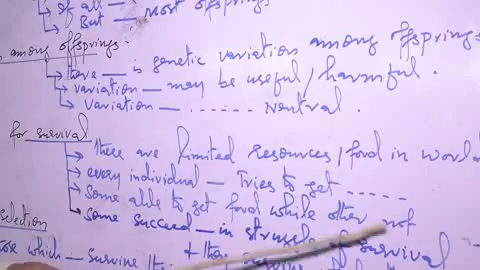 of all —
But — most offsprings
among offsprings.
there — is genetic variation among offsprings
variation — may be useful/harmful.
variation — ...... Neutral.
for survival
There are limited resources/food in world
every individual — Tries to get .....
Some able to get food while other not
Some succeed — in struggle of survival
selection
which — Survive